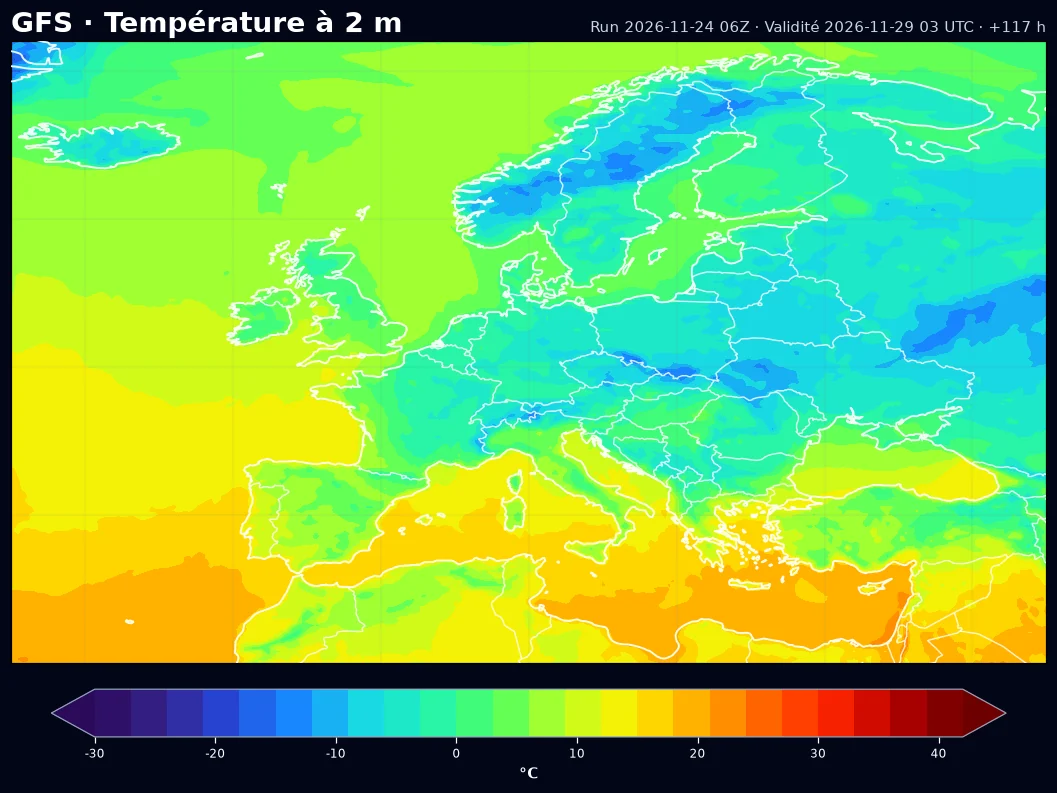 GFS · Température à 2 m
Run 2026-11-24 06Z · Validité 2026-11-29 03 UTC · +117 h
-30 -20 -10 0 10 20 30 40
°C